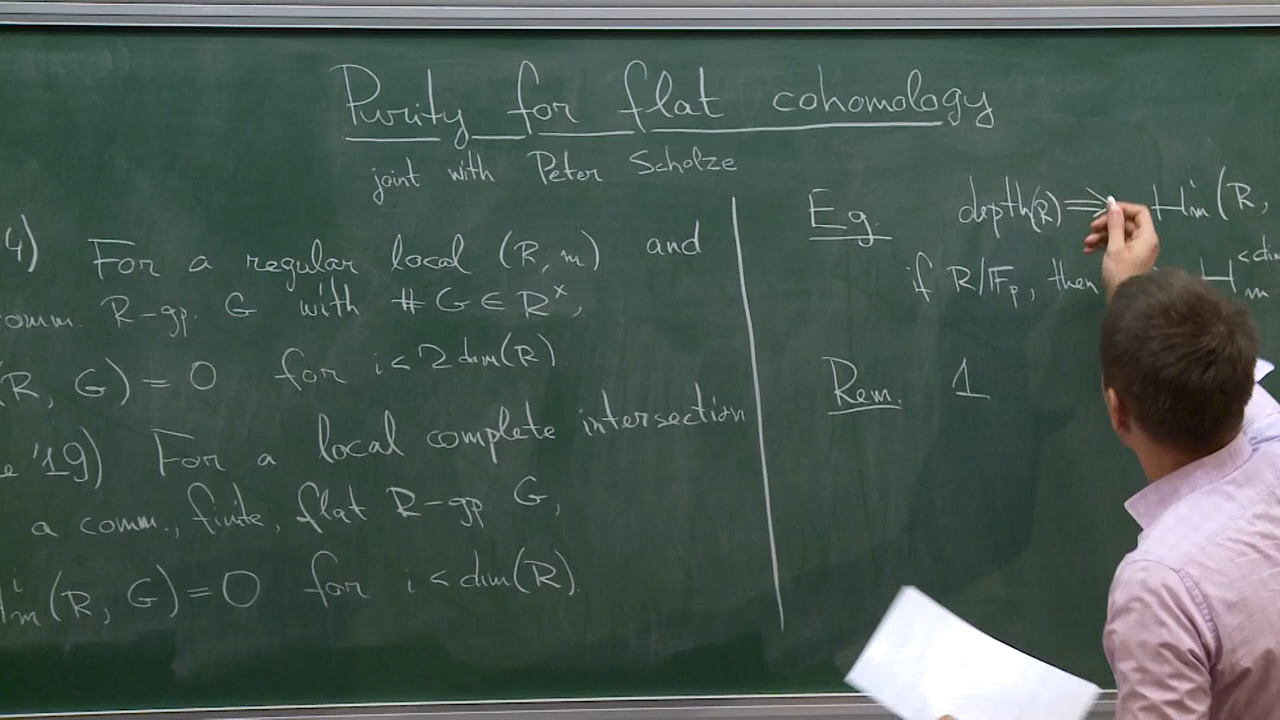 Purity for flat cohomology
joint with Peter Scholze
4) For a regular local (R, m) and
comm. R-gp. G with # G ∈ R^×,
(R, G) = 0 for i < 2 dim(R)
'19) For a local complete intersection
a comm., finite, flat R-gp G,
H^i_m(R, G) = 0 for i < dim(R).
Eg. depth(R) ⇒ H^i_m(R,
if R/F_p, then H^{<dim}_m
Rem. 1